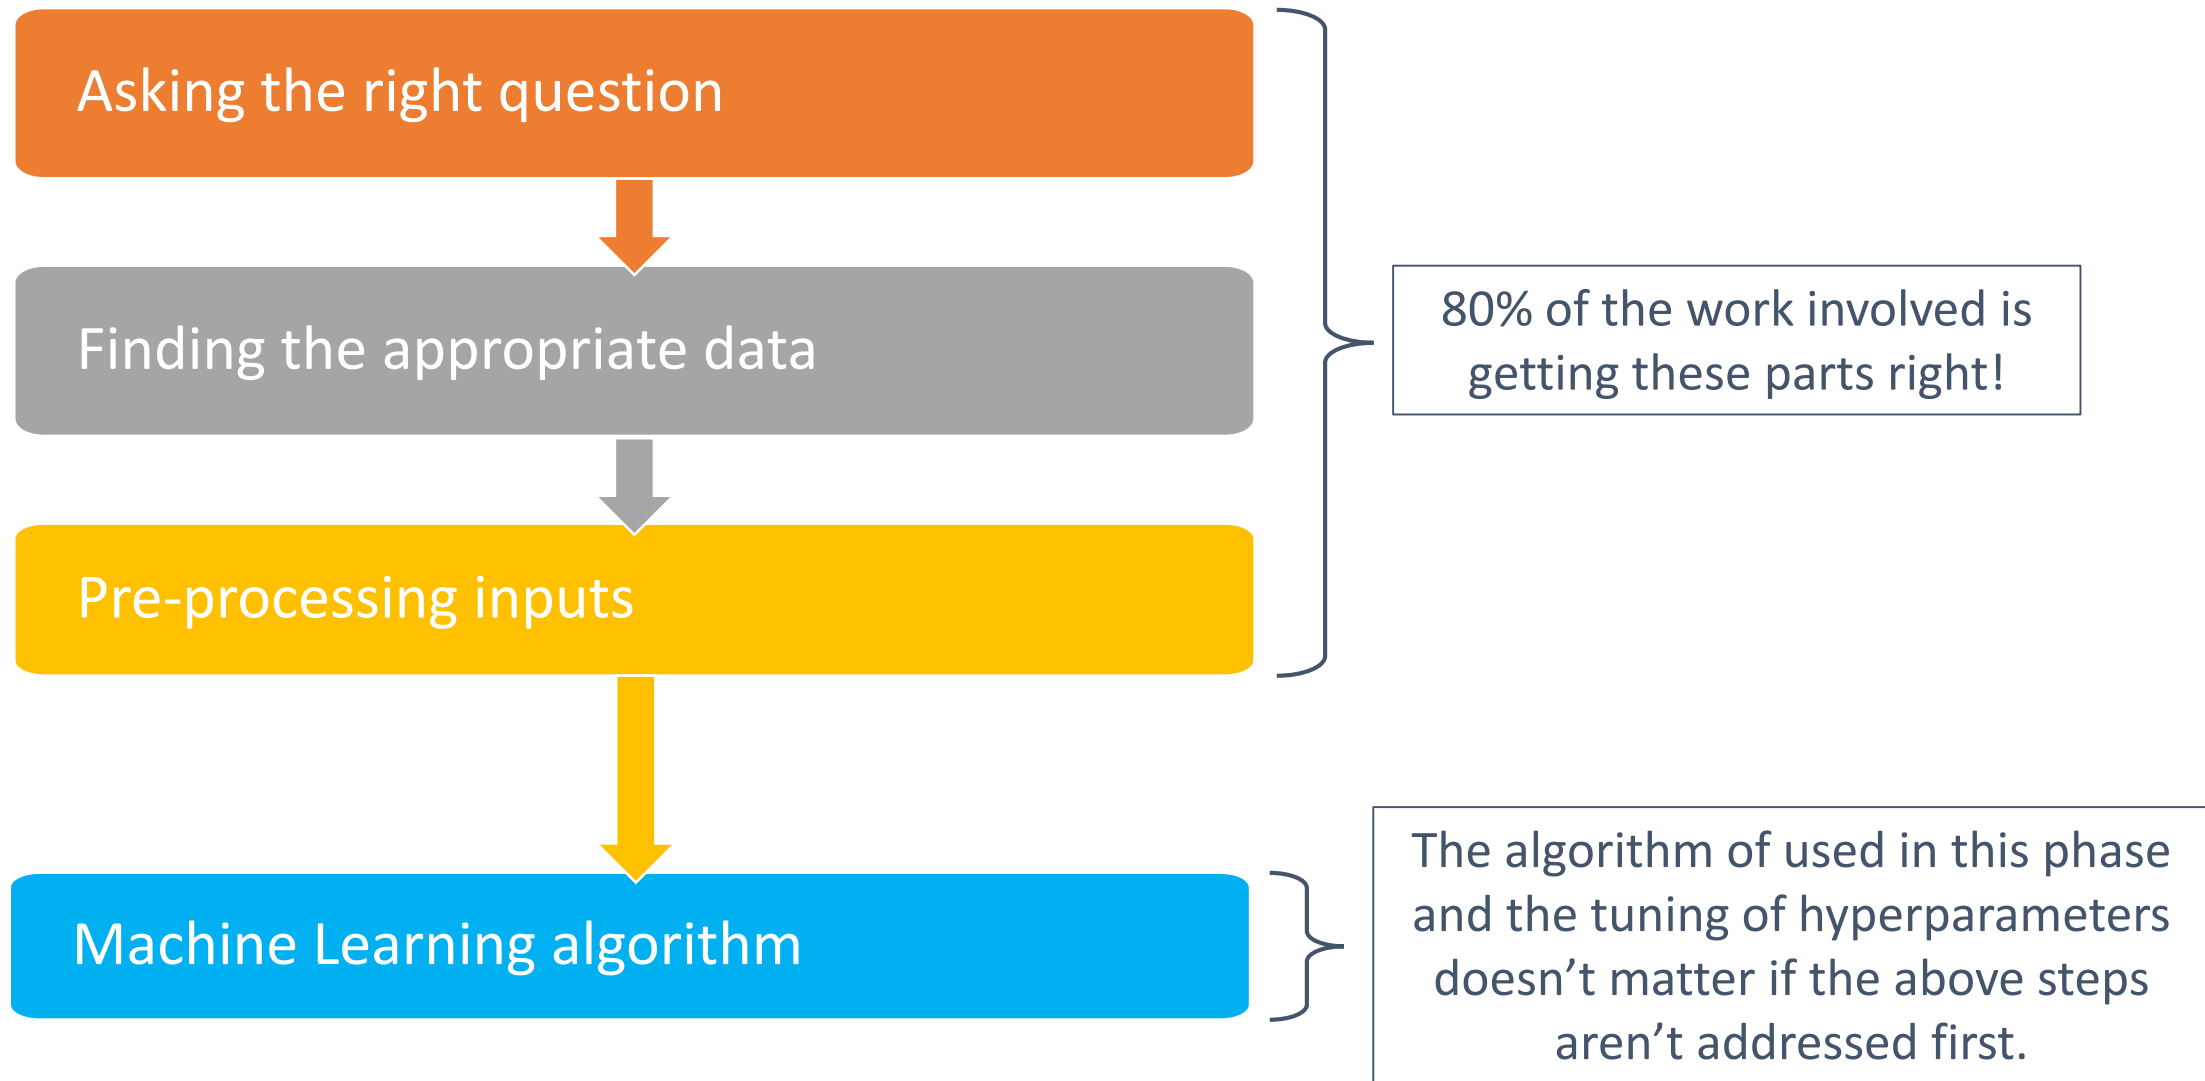 Asking the right question
Finding the appropriate data
80% of the work involved is
getting these parts right!
Pre-processing inputs
Machine Learning algorithm
The algorithm of used in this phase
and the tuning of hyperparameters
doesn’t matter if the above steps
aren’t addressed first.